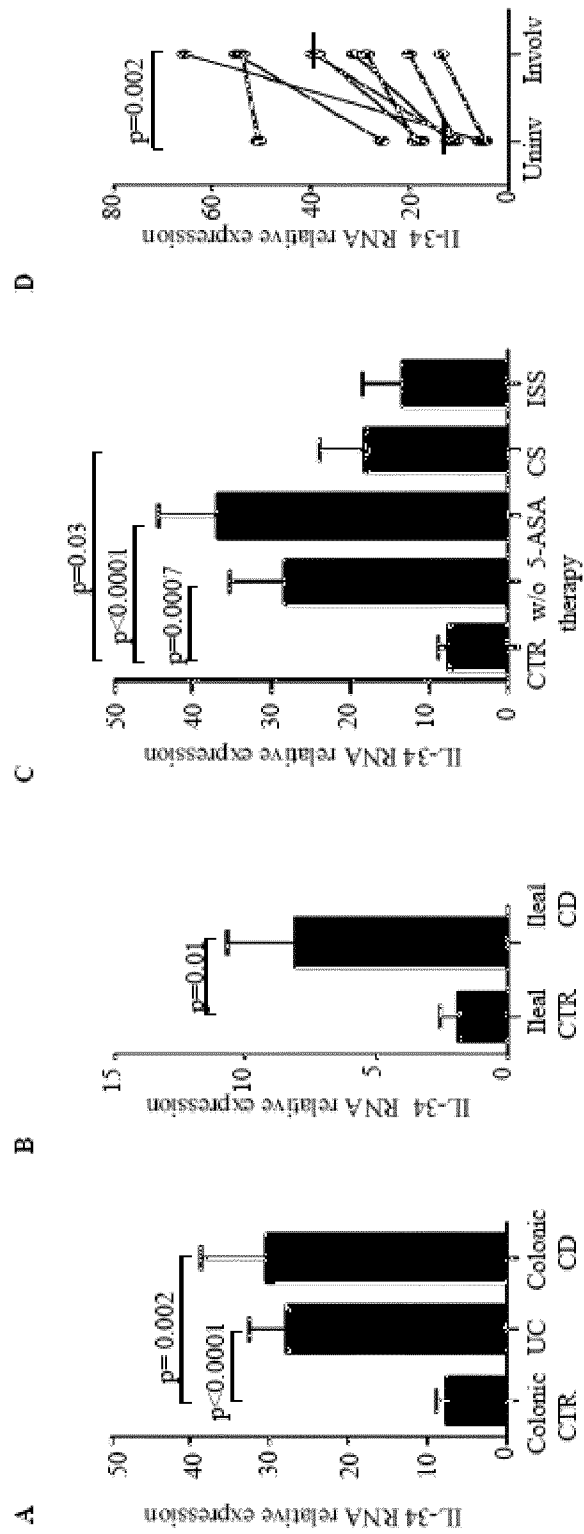 A
IL-34 RNA relative expression
50
40
30
20
10
0
p= 0.002
p<0.0001
Colonic CTR
UC
Colonic CD
B
IL-34 RNA relative expression
15
10
5
0
p=0.01
Ileal CTR
Ileal CD
C
IL-34 RNA relative expression
50
40
30
20
10
0
p=0.03
p<0.0001
p=0.0007
CTR
w/o therapy
5-ASA
CS
ISS
D
Il-34 RNA relative expression
80
60
40
20
0
p=0.002
Uninv
Involv